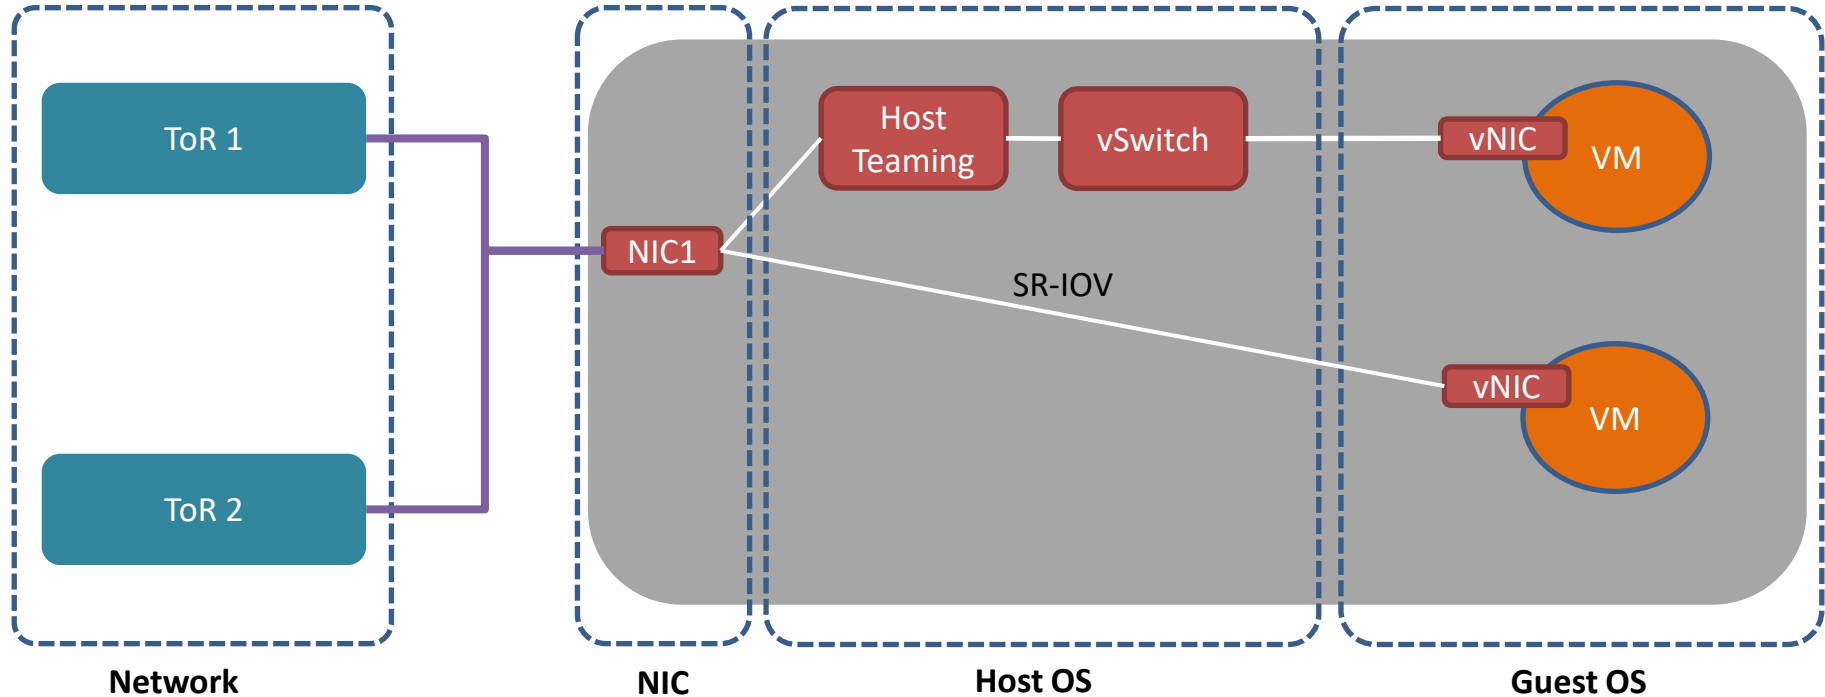 ToR 1
ToR 2
NIC1
Host
Teaming
vSwitch
SR-IOV
vNIC
VM
vNIC
VM
Network
NIC
Host OS
Guest OS